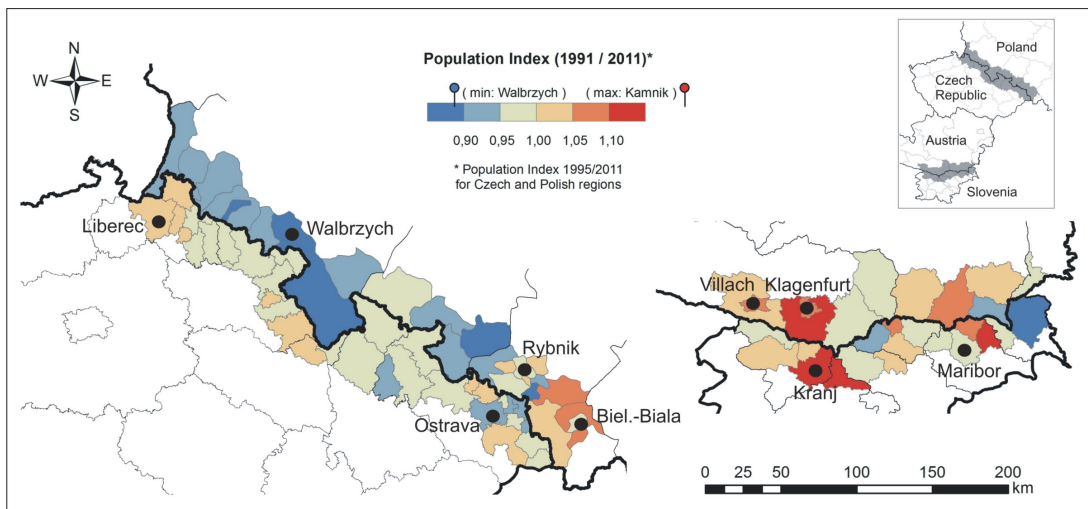 N
W E
S
Population Index (1991 / 2011)*
( min: Walbrzych ) ( max: Kamnik )
0,90 0,95 1,00 1,05 1,10
* Population Index 1995/2011
for Czech and Polish regions
Poland
Czech
Republic
Austria
Slovenia
Liberec
Walbrzych
Rybnik
Ostrava
Biel.-Biala
Villach
Klagenfurt
Maribor
Kranj
0 25 50 100 150 200
km